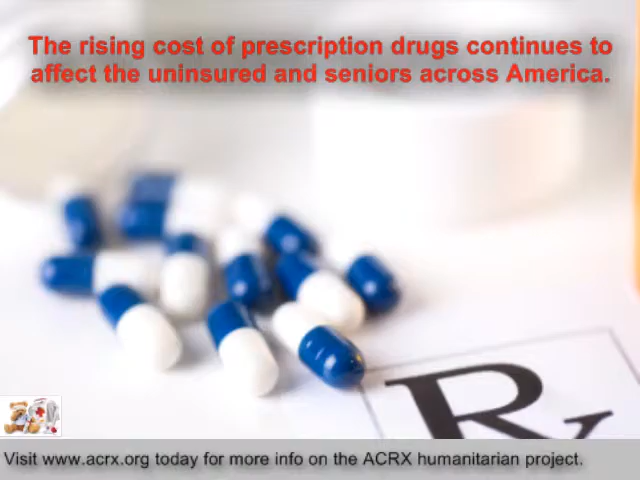 The rising cost of prescription drugs continues to
affect the uninsured and seniors across America.
Rx
Visit www.acrx.org today for more info on the ACRX humanitarian project.